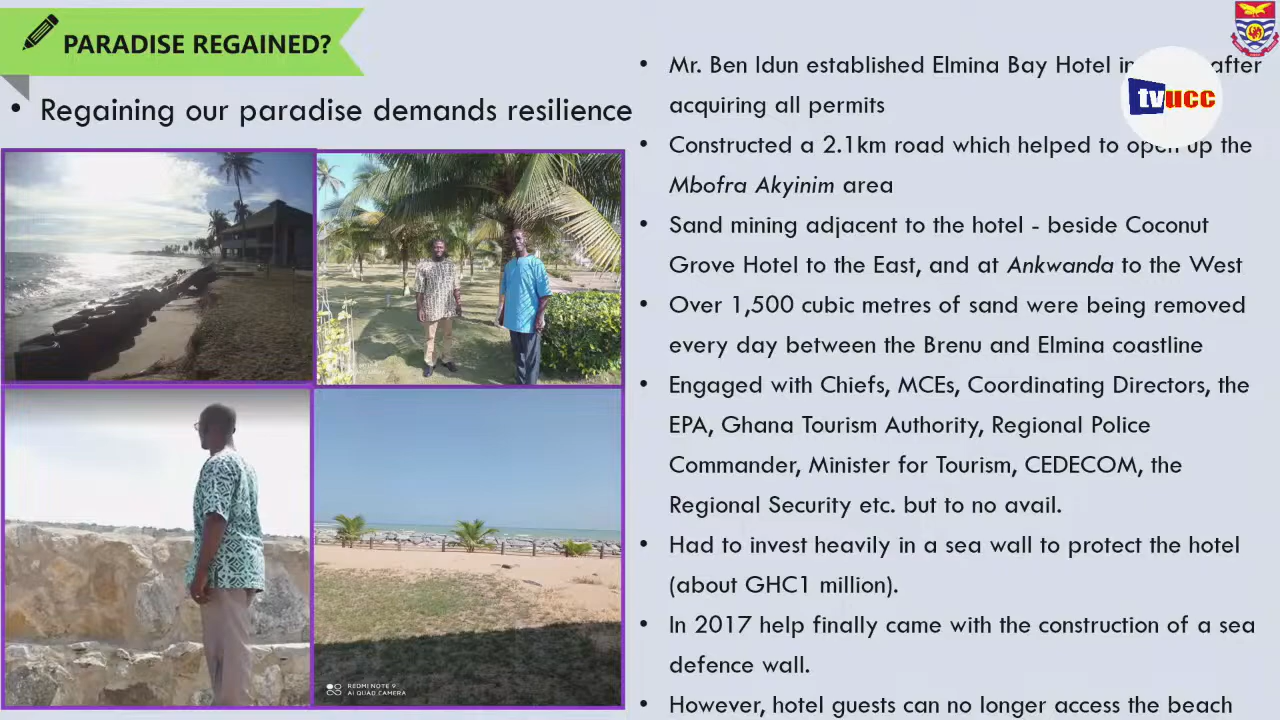 PARADISE REGAINED?
• Regaining our paradise demands resilience
• Mr. Ben Idun established Elmina Bay Hotel in after
acquiring all permits
tvucc
• Constructed a 2.1km road which helped to open up the
Mbofra Akyinim area
• Sand mining adjacent to the hotel - beside Coconut
Grove Hotel to the East, and at Ankwanda to the West
• Over 1,500 cubic metres of sand were being removed
every day between the Brenu and Elmina coastline
• Engaged with Chiefs, MCEs, Coordinating Directors, the
EPA, Ghana Tourism Authority, Regional Police
Commander, Minister for Tourism, CEDECOM, the
Regional Security etc. but to no avail.
• Had to invest heavily in a sea wall to protect the hotel
(about GHC1 million).
• In 2017 help finally came with the construction of a sea
defence wall.
• However, hotel guests can no longer access the beach
REDMI NOTE 9
AI QUAD CAMERA